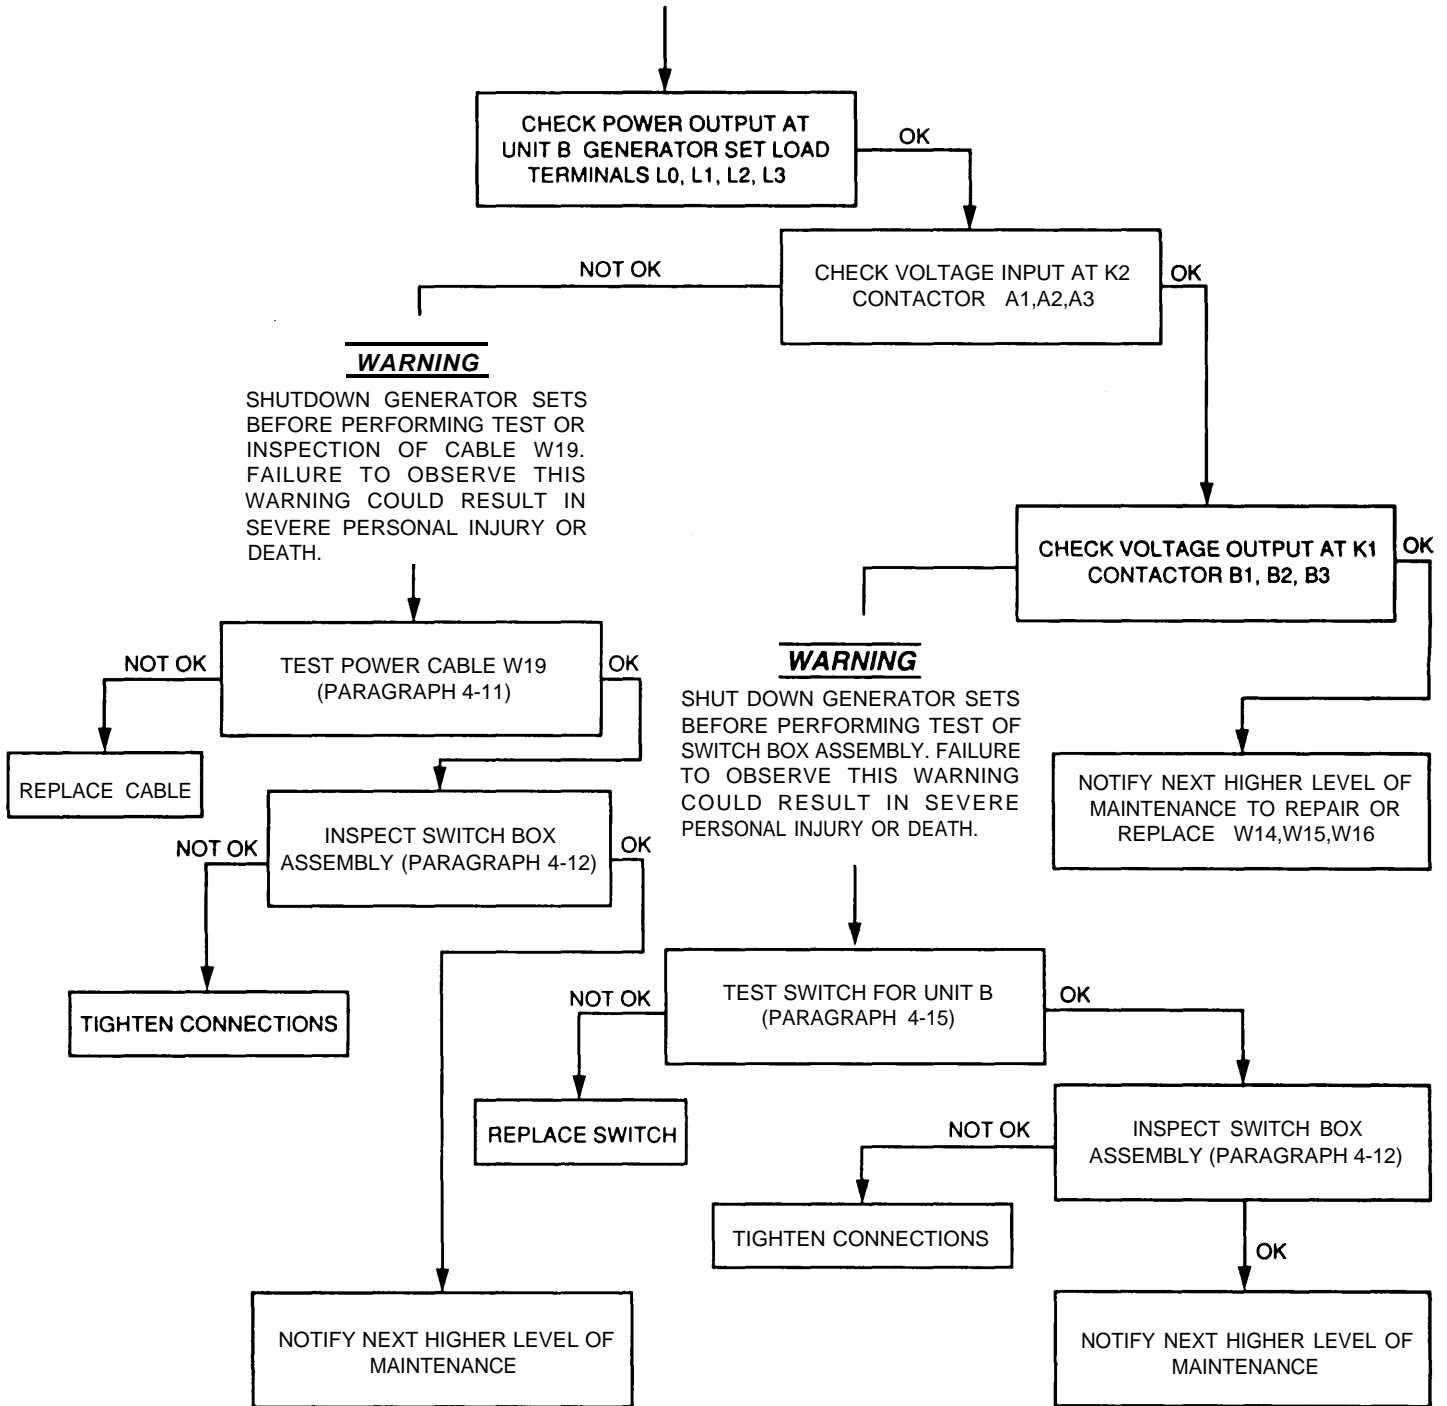 CHECK POWER OUTPUT AT
UNIT B GENERATOR SET LOAD
TERMINALS L0, L1, L2, L3
OK
CHECK VOLTAGE INPUT AT K2
CONTACTOR A1,A2,A3
NOT OK
OK
WARNING
SHUTDOWN GENERATOR SETS
BEFORE PERFORMING TEST OR
INSPECTION OF CABLE W19.
FAILURE TO OBSERVE THIS
WARNING COULD RESULT IN
SEVERE PERSONAL INJURY OR
DEATH.
CHECK VOLTAGE OUTPUT AT K1
CONTACTOR B1, B2, B3
OK
NOT OK
TEST POWER CABLE W19
(PARAGRAPH 4-11)
OK
WARNING
SHUT DOWN GENERATOR SETS
BEFORE PERFORMING TEST OF
SWITCH BOX ASSEMBLY. FAILURE
TO OBSERVE THIS WARNING
COULD RESULT IN SEVERE
PERSONAL INJURY OR DEATH.
REPLACE CABLE
NOTIFY NEXT HIGHER LEVEL OF
MAINTENANCE TO REPAIR OR
REPLACE W14,W15,W16
NOT OK
INSPECT SWITCH BOX
ASSEMBLY (PARAGRAPH 4-12)
OK
TIGHTEN CONNECTIONS
NOT OK
TEST SWITCH FOR UNIT B
(PARAGRAPH 4-15)
OK
REPLACE SWITCH
NOT OK
INSPECT SWITCH BOX
ASSEMBLY (PARAGRAPH 4-12)
TIGHTEN CONNECTIONS
OK
NOTIFY NEXT HIGHER LEVEL OF
MAINTENANCE
NOTIFY NEXT HIGHER LEVEL OF
MAINTENANCE